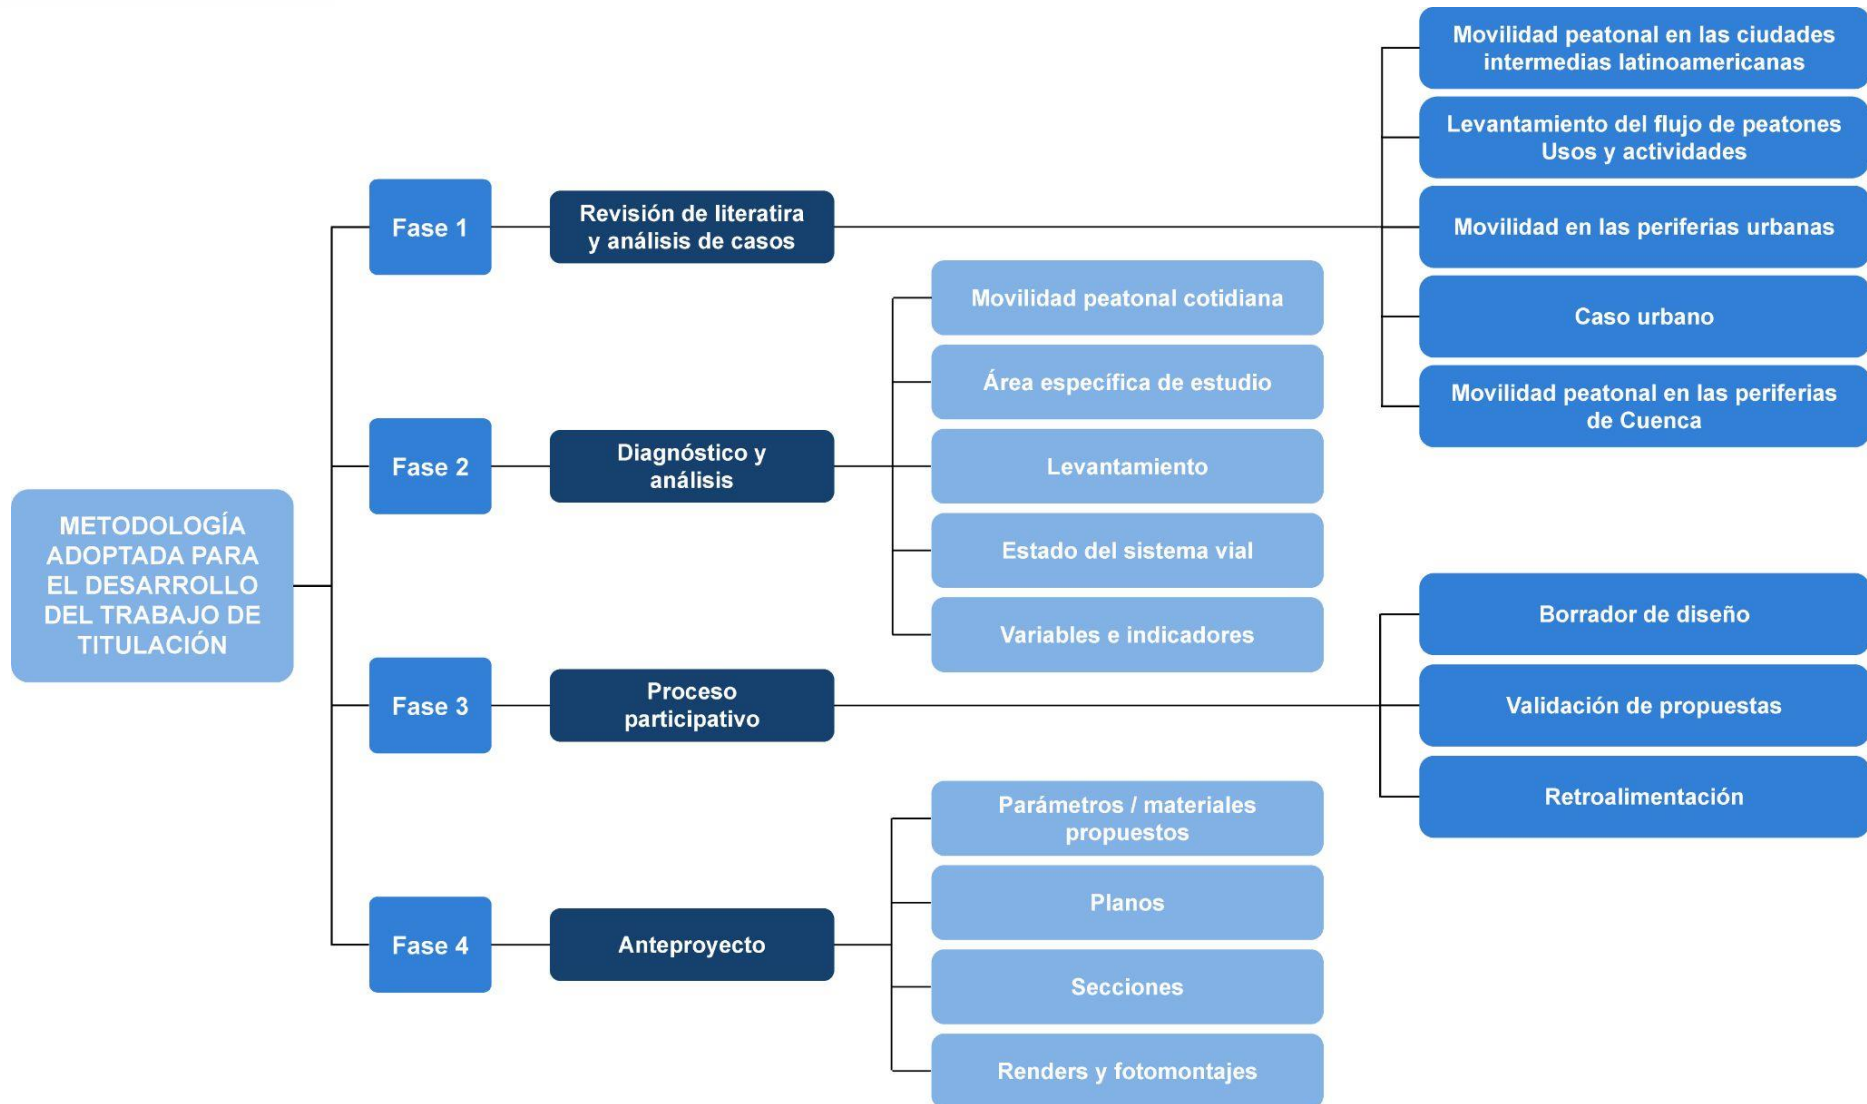 METODOLOGÍA
ADOPTADA PARA
EL DESARROLLO
DEL TRABAJO DE
TITULACIÓN
Fase 1
Revisión de literatira
y análisis de casos
Movilidad peatonal en las ciudades
intermedias latinoamericanas
Levantamiento del flujo de peatones
Usos y actividades
Movilidad en las periferias urbanas
Caso urbano
Movilidad peatonal en las periferias
de Cuenca
Fase 2
Diagnóstico y
análisis
Movilidad peatonal cotidiana
Área específica de estudio
Levantamiento
Estado del sistema vial
Variables e indicadores
Fase 3
Proceso
participativo
Borrador de diseño
Validación de propuestas
Retroalimentación
Fase 4
Anteproyecto
Parámetros / materiales
propuestos
Planos
Secciones
Renders y fotomontajes